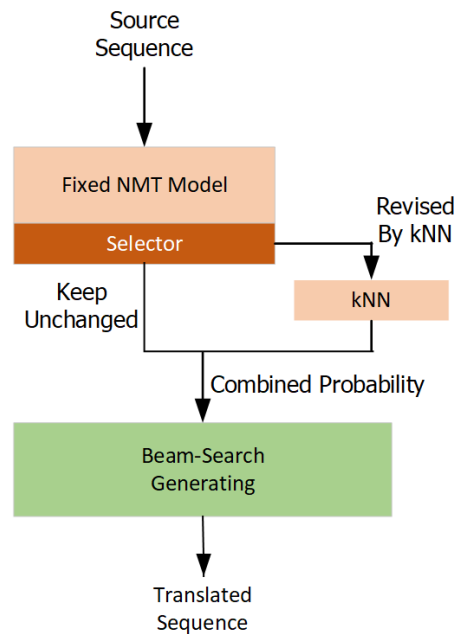 Source
Sequence
Fixed NMT Model
Selector
Revised
By kNN
Keep
Unchanged
kNN
Combined Probability
Beam-Search
Generating
Translated
Sequence